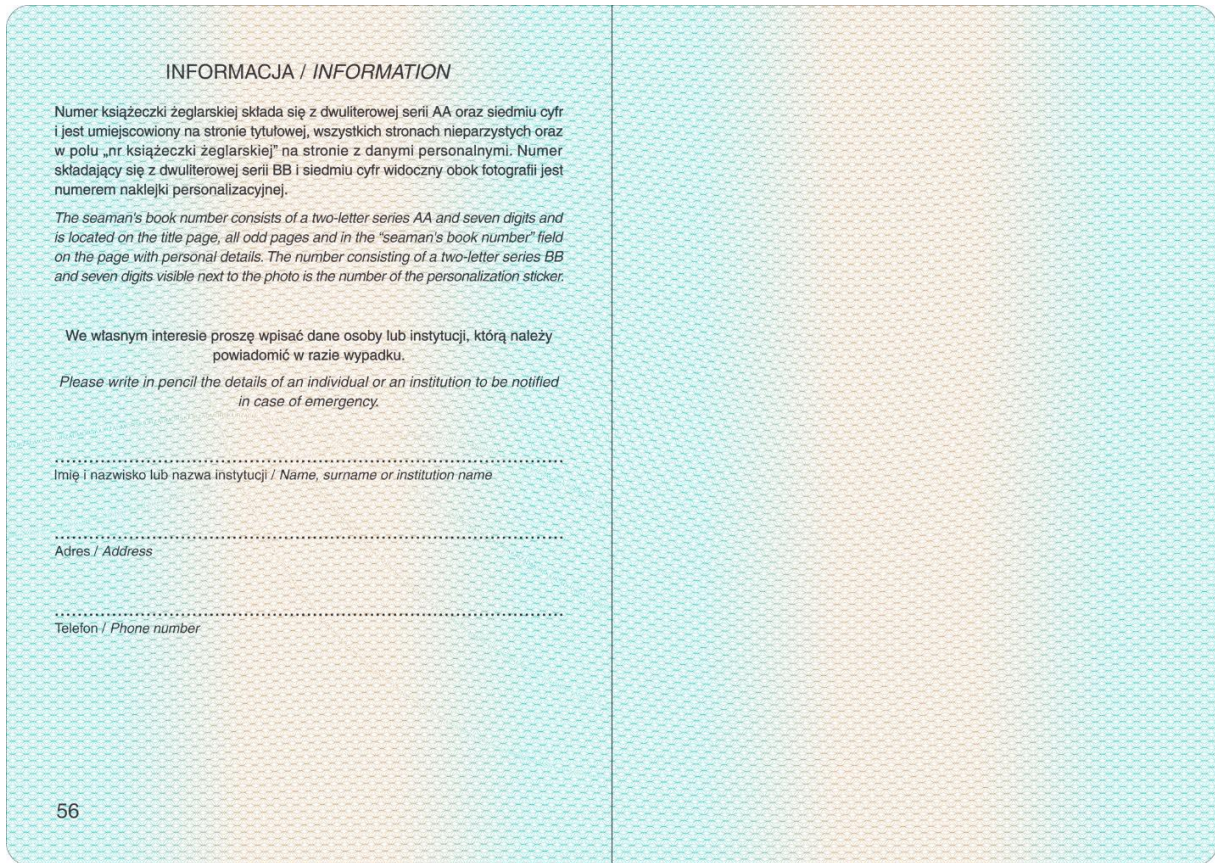 INFORMACJA / INFORMATION
Numer książeczki żeglarskiej składa się z dwuliterowej serii AA oraz siedmiu cyfr
i jest umiejscowiony na stronie tytułowej, wszystkich stronach nieparzystych oraz
w polu „nr książeczki żeglarskiej” na stronie z danymi personalnymi. Numer
składający się z dwuliterowej serii BB i siedmiu cyfr widoczny obok fotografii jest
numerem naklejki personalizacyjnej.
The seaman's book number consists of a two-letter series AA and seven digits and
is located on the title page, all odd pages and in the “seaman's book number” field
on the page with personal details. The number consisting of a two-letter series BB
and seven digits visible next to the photo is the number of the personalization sticker.
We własnym interesie proszę wpisać dane osoby lub instytucji, którą należy
powiadomić w razie wypadku.
Please write in pencil the details of an individual or an institution to be notified
in case of emergency.
Imię i nazwisko lub nazwa instytucji / Name, surname or institution name
Adres / Address
Telefon / Phone number
56